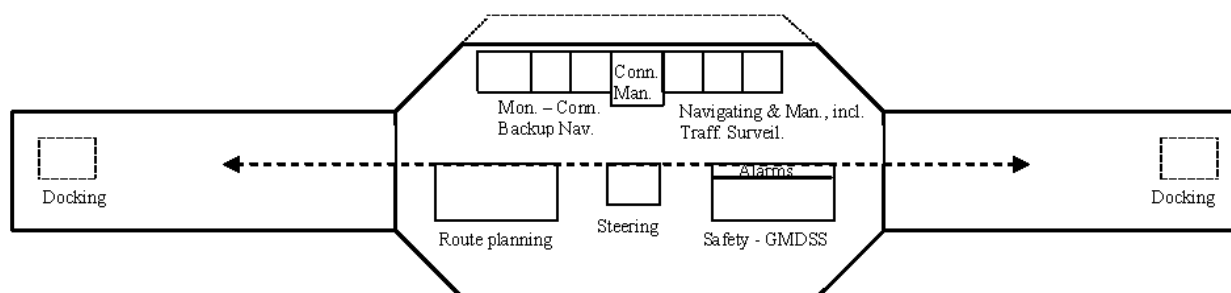 Conn.
Man.
Mon. – Conn.
Backup Nav.
Navigating & Man., incl.
Traff. Surveil.
Docking
Alarms
Docking
Route planning
Steering
Safety - GMDSS